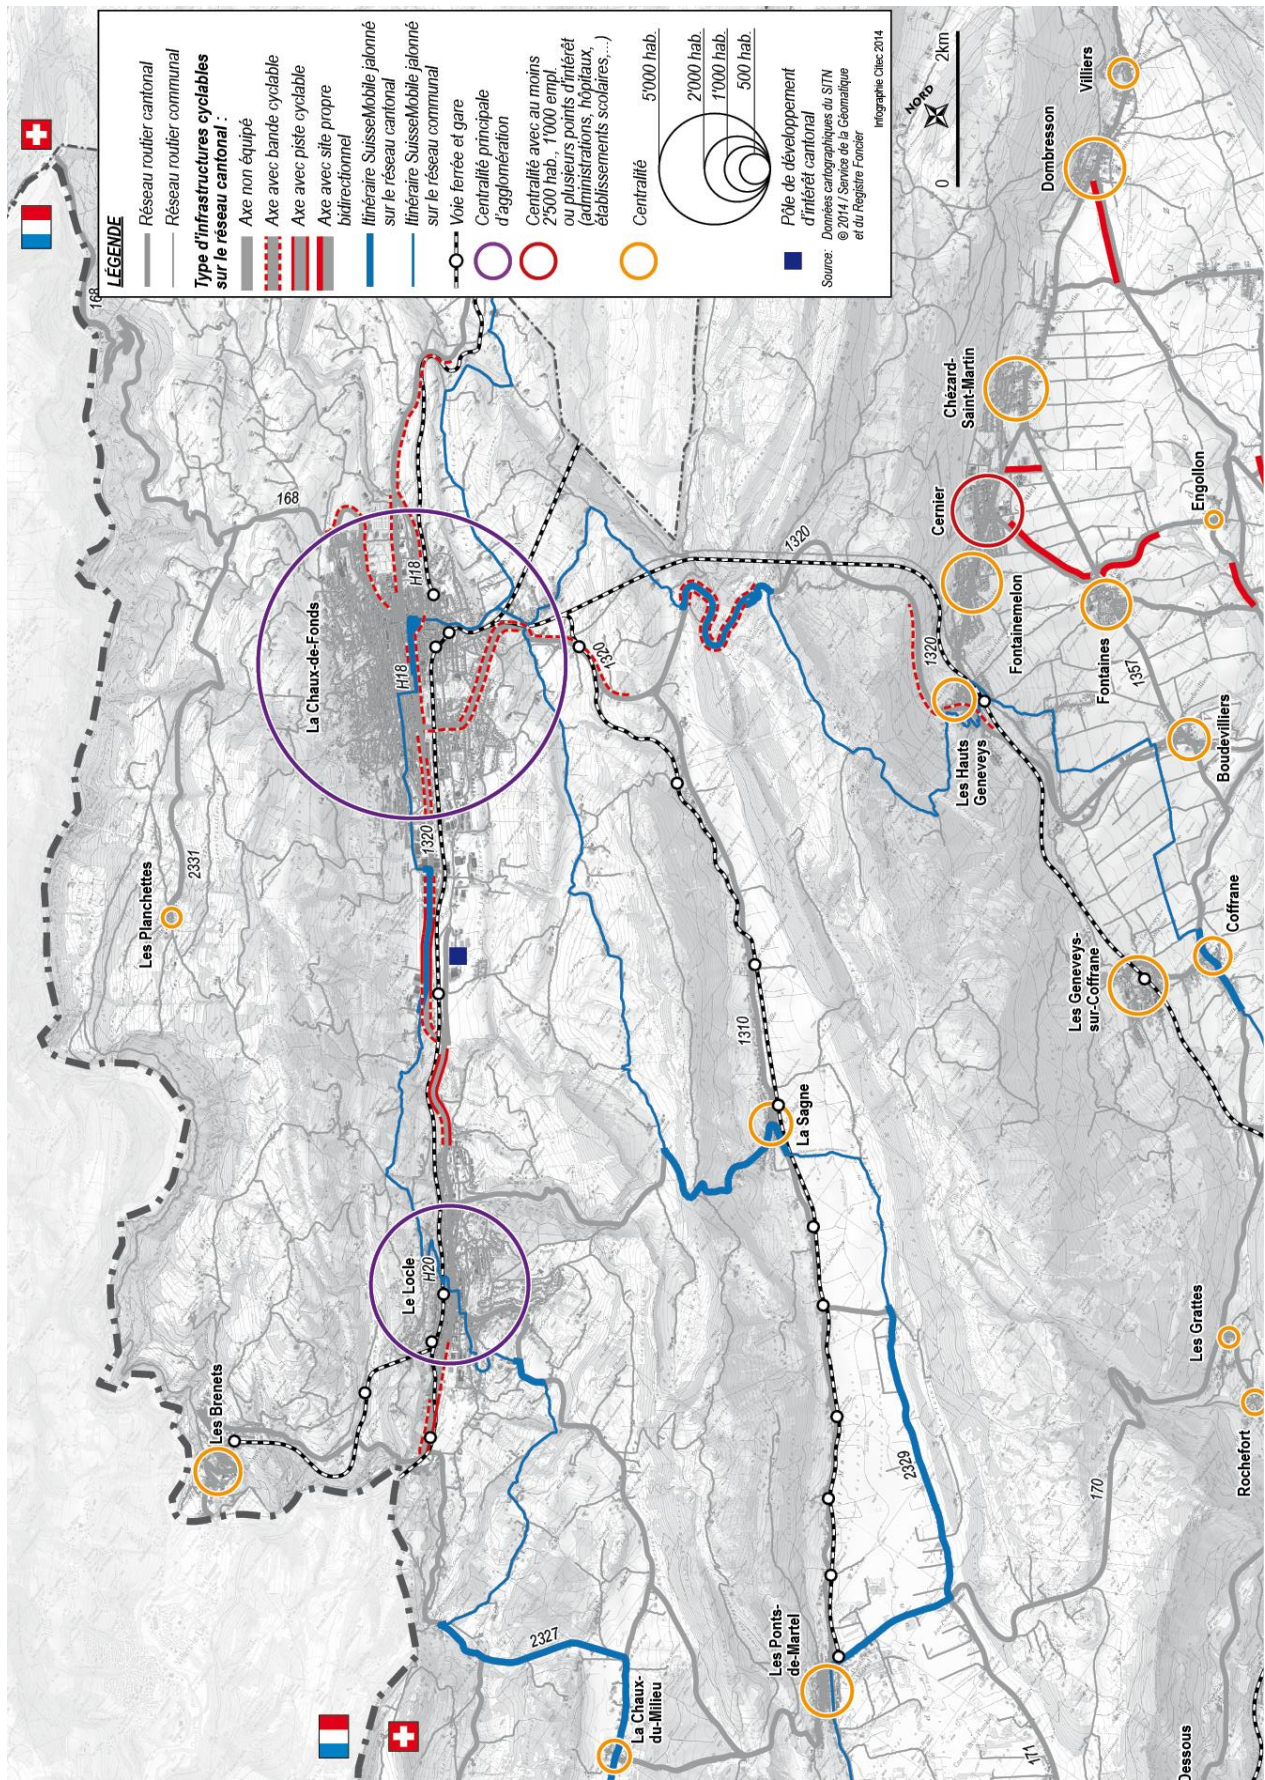 LÉGENDE
Réseau routier cantonal
Réseau routier communal
Type d'infrastructures cyclables
sur le réseau cantonal :
Axe non équipé
Axe avec bande cyclable
Axe avec piste cyclable
Axe avec site propre
bidirectionnel
Itinéraire SuisseMobile jalonné
sur le réseau cantonal
Itinéraire SuisseMobile jalonné
sur le réseau communal
Voie ferrée et gare
Centralité principale
d'agglomération
Centralité avec au moins
2'500 hab., 1'000 empl.
ou plusieurs points d'intérêt
(administrations, hôpitaux,
établissements scolaires,...)
Centralité
5'000 hab.
2'000 hab.
1'000 hab.
500 hab.
Pôle de développement
d'intérêt cantonal
Source: Données cartographiques du SITN
© 2014 / Service de la Géomatique
et du Registre Foncier
Infographie Citec 2014
NORD
0 2km
168
168
La Chaux-de-Fonds
H18
H18
1320
1320
1320
1320
Les Planchettes
2331
Les Brenets
Le Locle
H20
1310
La Sagne
2327
La Chaux-
du-Milieu
Les Ponts-
de-Martel
2329
170
171
Dessous
Rochefort
Les Grattes
Les Geneveys-
sur-Coffrane
Coffrane
Boudevilliers
1357
Les Hauts
Geneveys
Fontainemelon
Fontaines
Cernier
Engollon
Chézard-
Saint-Martin
Dombresson
Villiers